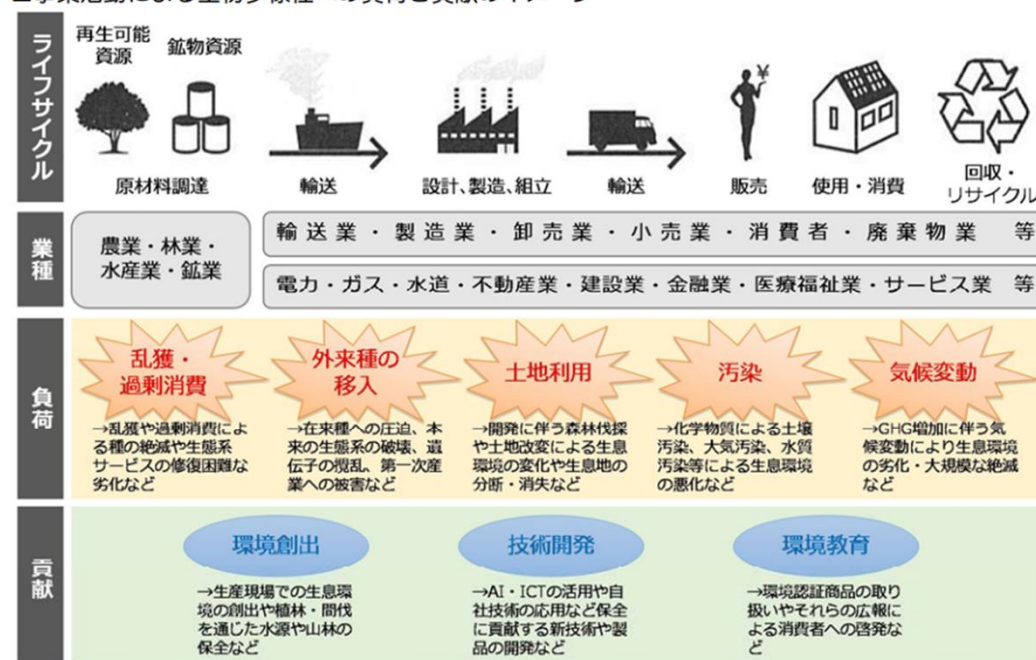 ライフサイクル
再生可能
資源
鉱物資源
¥
原材料調達
輸送
設計、製造、組立
輸送
販売
使用・消費
回収・
リサイクル
業種
農業・林業・
水産業・鉱業
輸送業・製造業・卸売業・小売業・消費者・廃棄物業 等
電力・ガス・水道・不動産業・建設業・金融業・医療福祉業・サービス業 等
負荷
乱獲・
過剰消費
→乱獲や過剰消費によ
る種の絶滅や生態系
サービスの修復困難な
劣化など
外来種の
移入
→在来種への圧迫、本
来の生態系の破壊、遺
伝子の攪乱、第一次産
業への被害など
土地利用
→開発に伴う森林伐採
や土地改変による生息
環境の変化や生息地の
分断・消失など
汚染
→化学物質による土壌
汚染、大気汚染、水質
汚染等による生息環境
の悪化など
気候変動
→GHG増加に伴う気
候変動により生息環境
の劣化・大規模な絶滅
など
貢献
環境創出
→生産現場での生息環
境の創出や植林・間伐
を通じた水源や山林の
保全など
技術開発
→AI・ICTの活用や自
社技術の応用など保全
に貢献する新技術や製
品の開発など
環境教育
→環境認証商品の取り
扱いやそれらの広報に
よる消費者への啓発な
ど